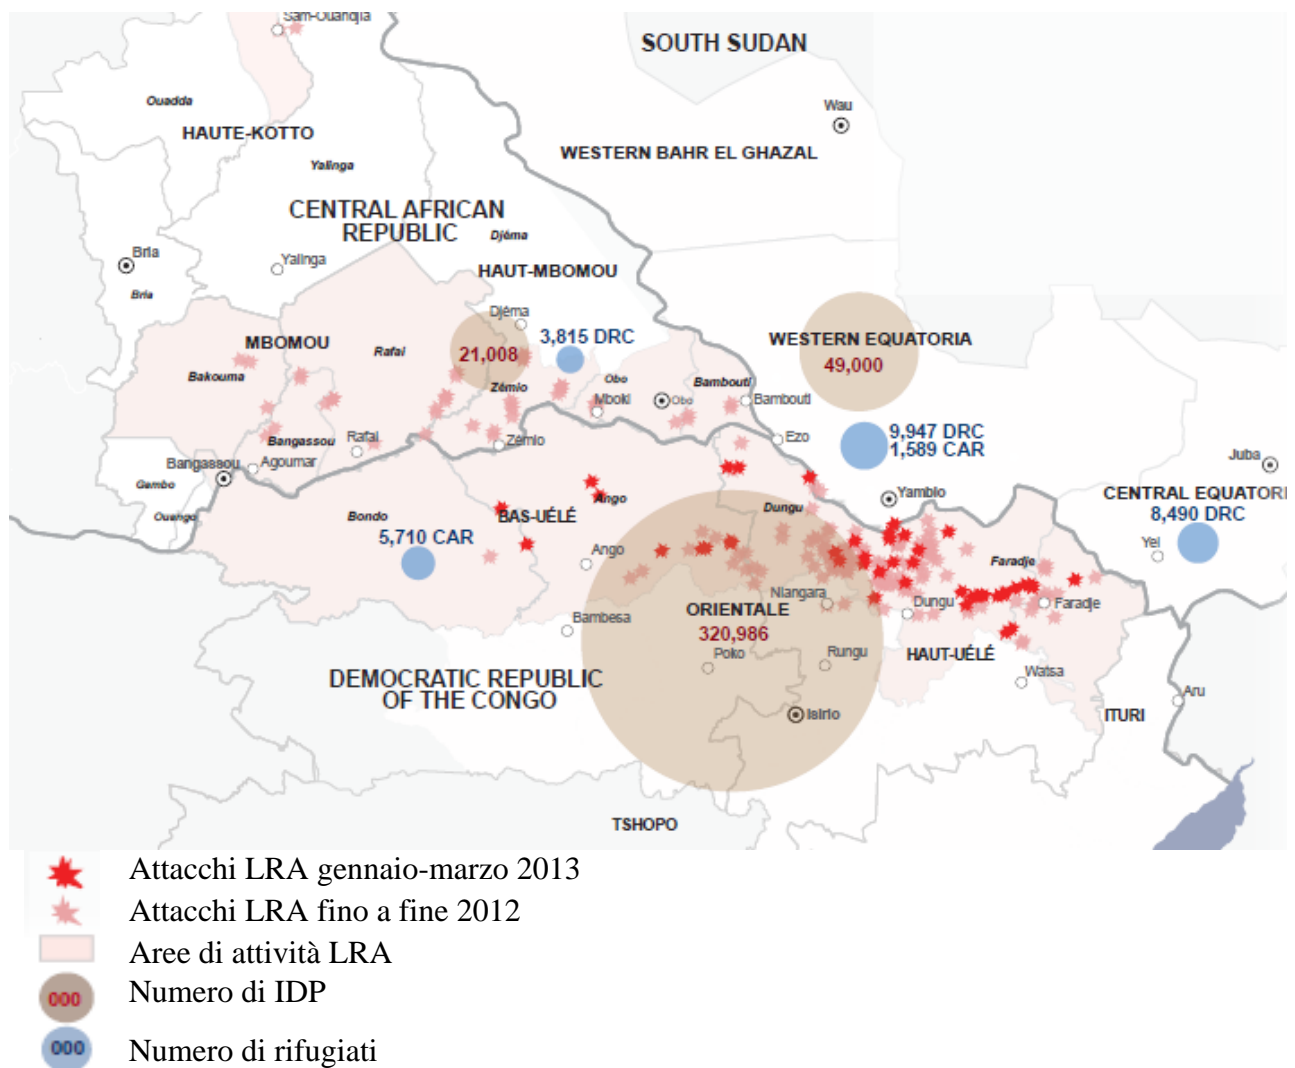 Sam-Ouandjia
SOUTH SUDAN
Ouadda
Wau
HAUTE-KOTTO
WESTERN BAHR EL GHAZAL
Yalinga
CENTRAL AFRICAN
REPUBLIC
Djéma
Bria
Yalinga
HAUT-MBOMOU
Bria
Djéma
MBOMOU
3,815 DRC
WESTERN EQUATORIA
Rafai
21,008
49,000
Bakouma
Zémio
Obo
Bambouti
Mboki
Obo
Bambouti
Bangassou
Rafai
Zémio
Ezo
9,947 DRC
1,589 CAR
Bangassou
Agoumar
Juba
Gambo
Ango
Yambio
CENTRAL EQUATORI
Ouango
Bondo
BAS-UÉLÉ
Dungu
8,490 DRC
5,710 CAR
Ango
Faradje
Yei
Niangara
ORIENTALE
Dungu
Faradje
Bambesa
320,986
Poko
Rungu
HAUT-UÉLÉ
DEMOCRATIC REPUBLIC
OF THE CONGO
Watsa
Aru
Isirio
ITURI
TSHOPO
Attacchi LRA gennaio-marzo 2013
Attacchi LRA fino a fine 2012
Aree di attività LRA
000 Numero di IDP
000 Numero di rifugiati